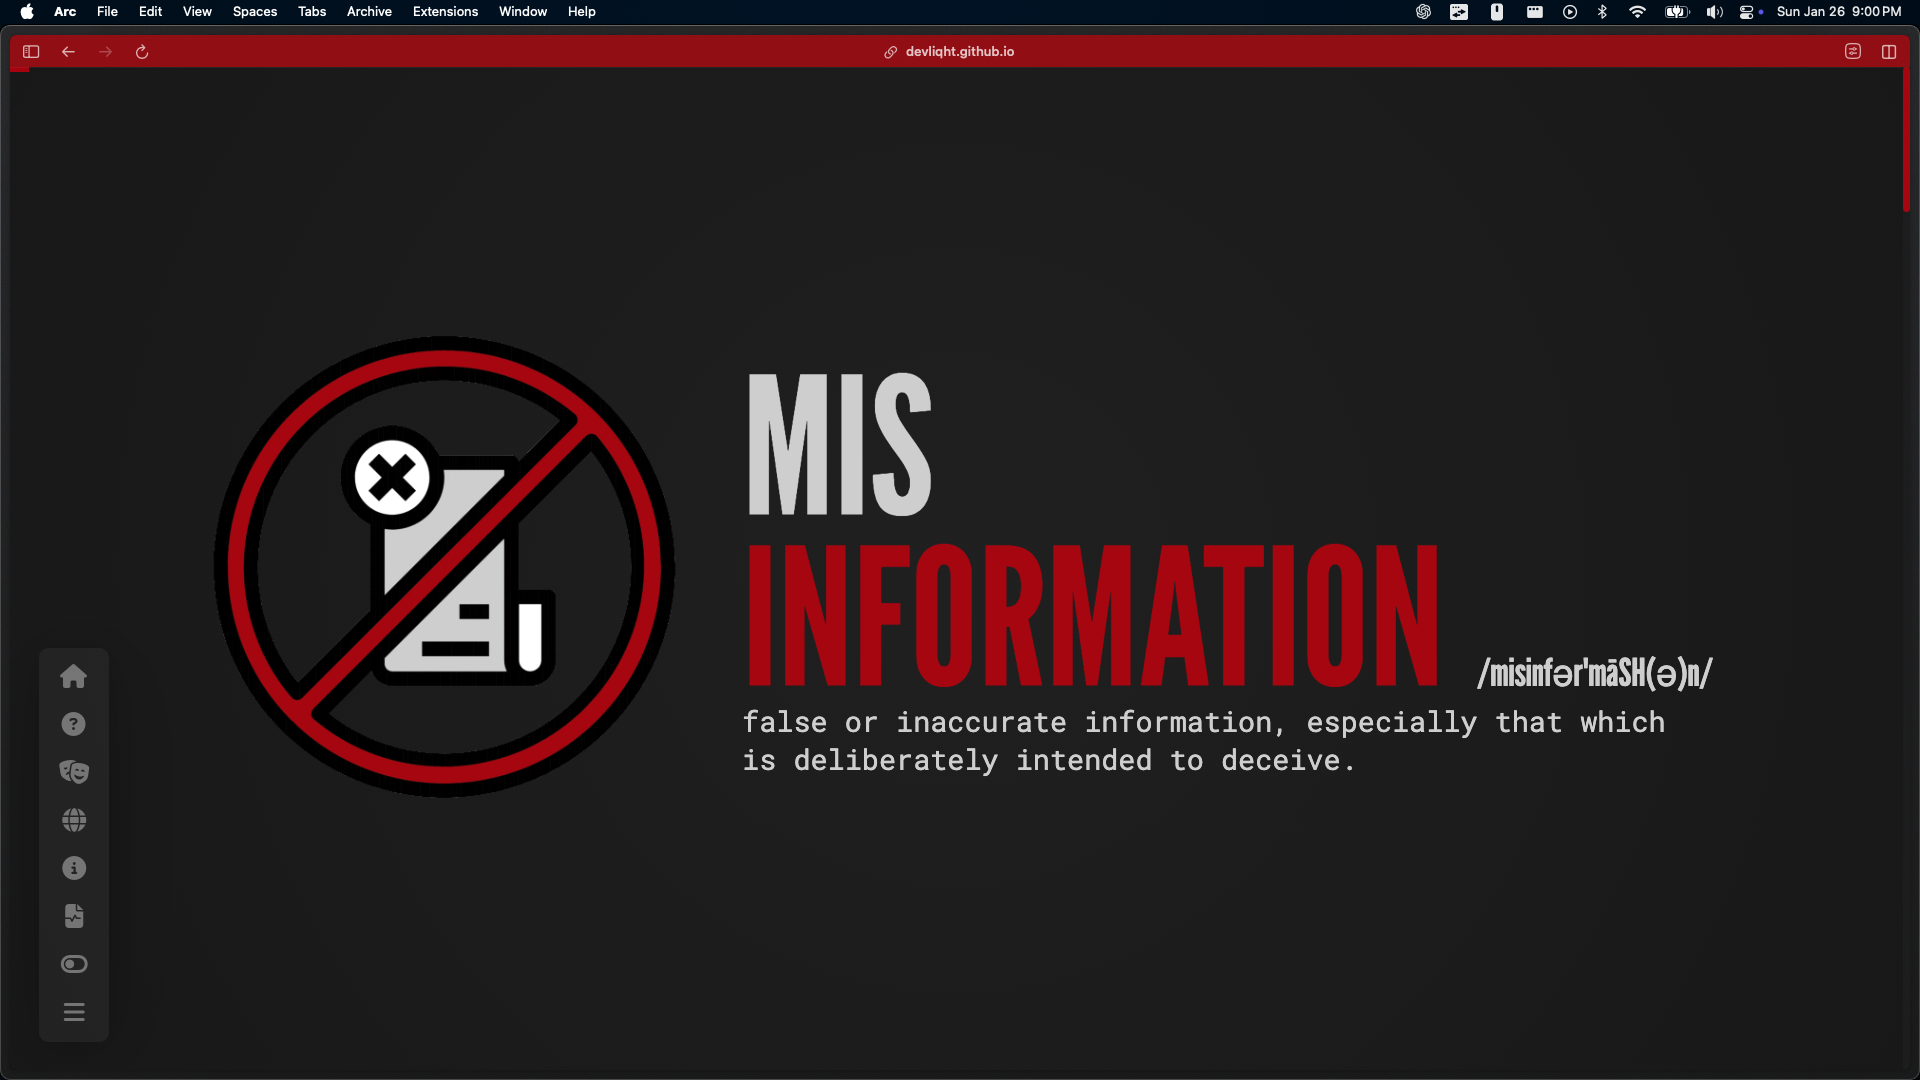 Arc File Edit View Spaces Tabs Archive Extensions Window Help Sun Jan 26 9:00 PM
devliqht.github.io
MIS
INFORMATION /misinfər'māSH(ə)n/
false or inaccurate information, especially that which
is deliberately intended to deceive.